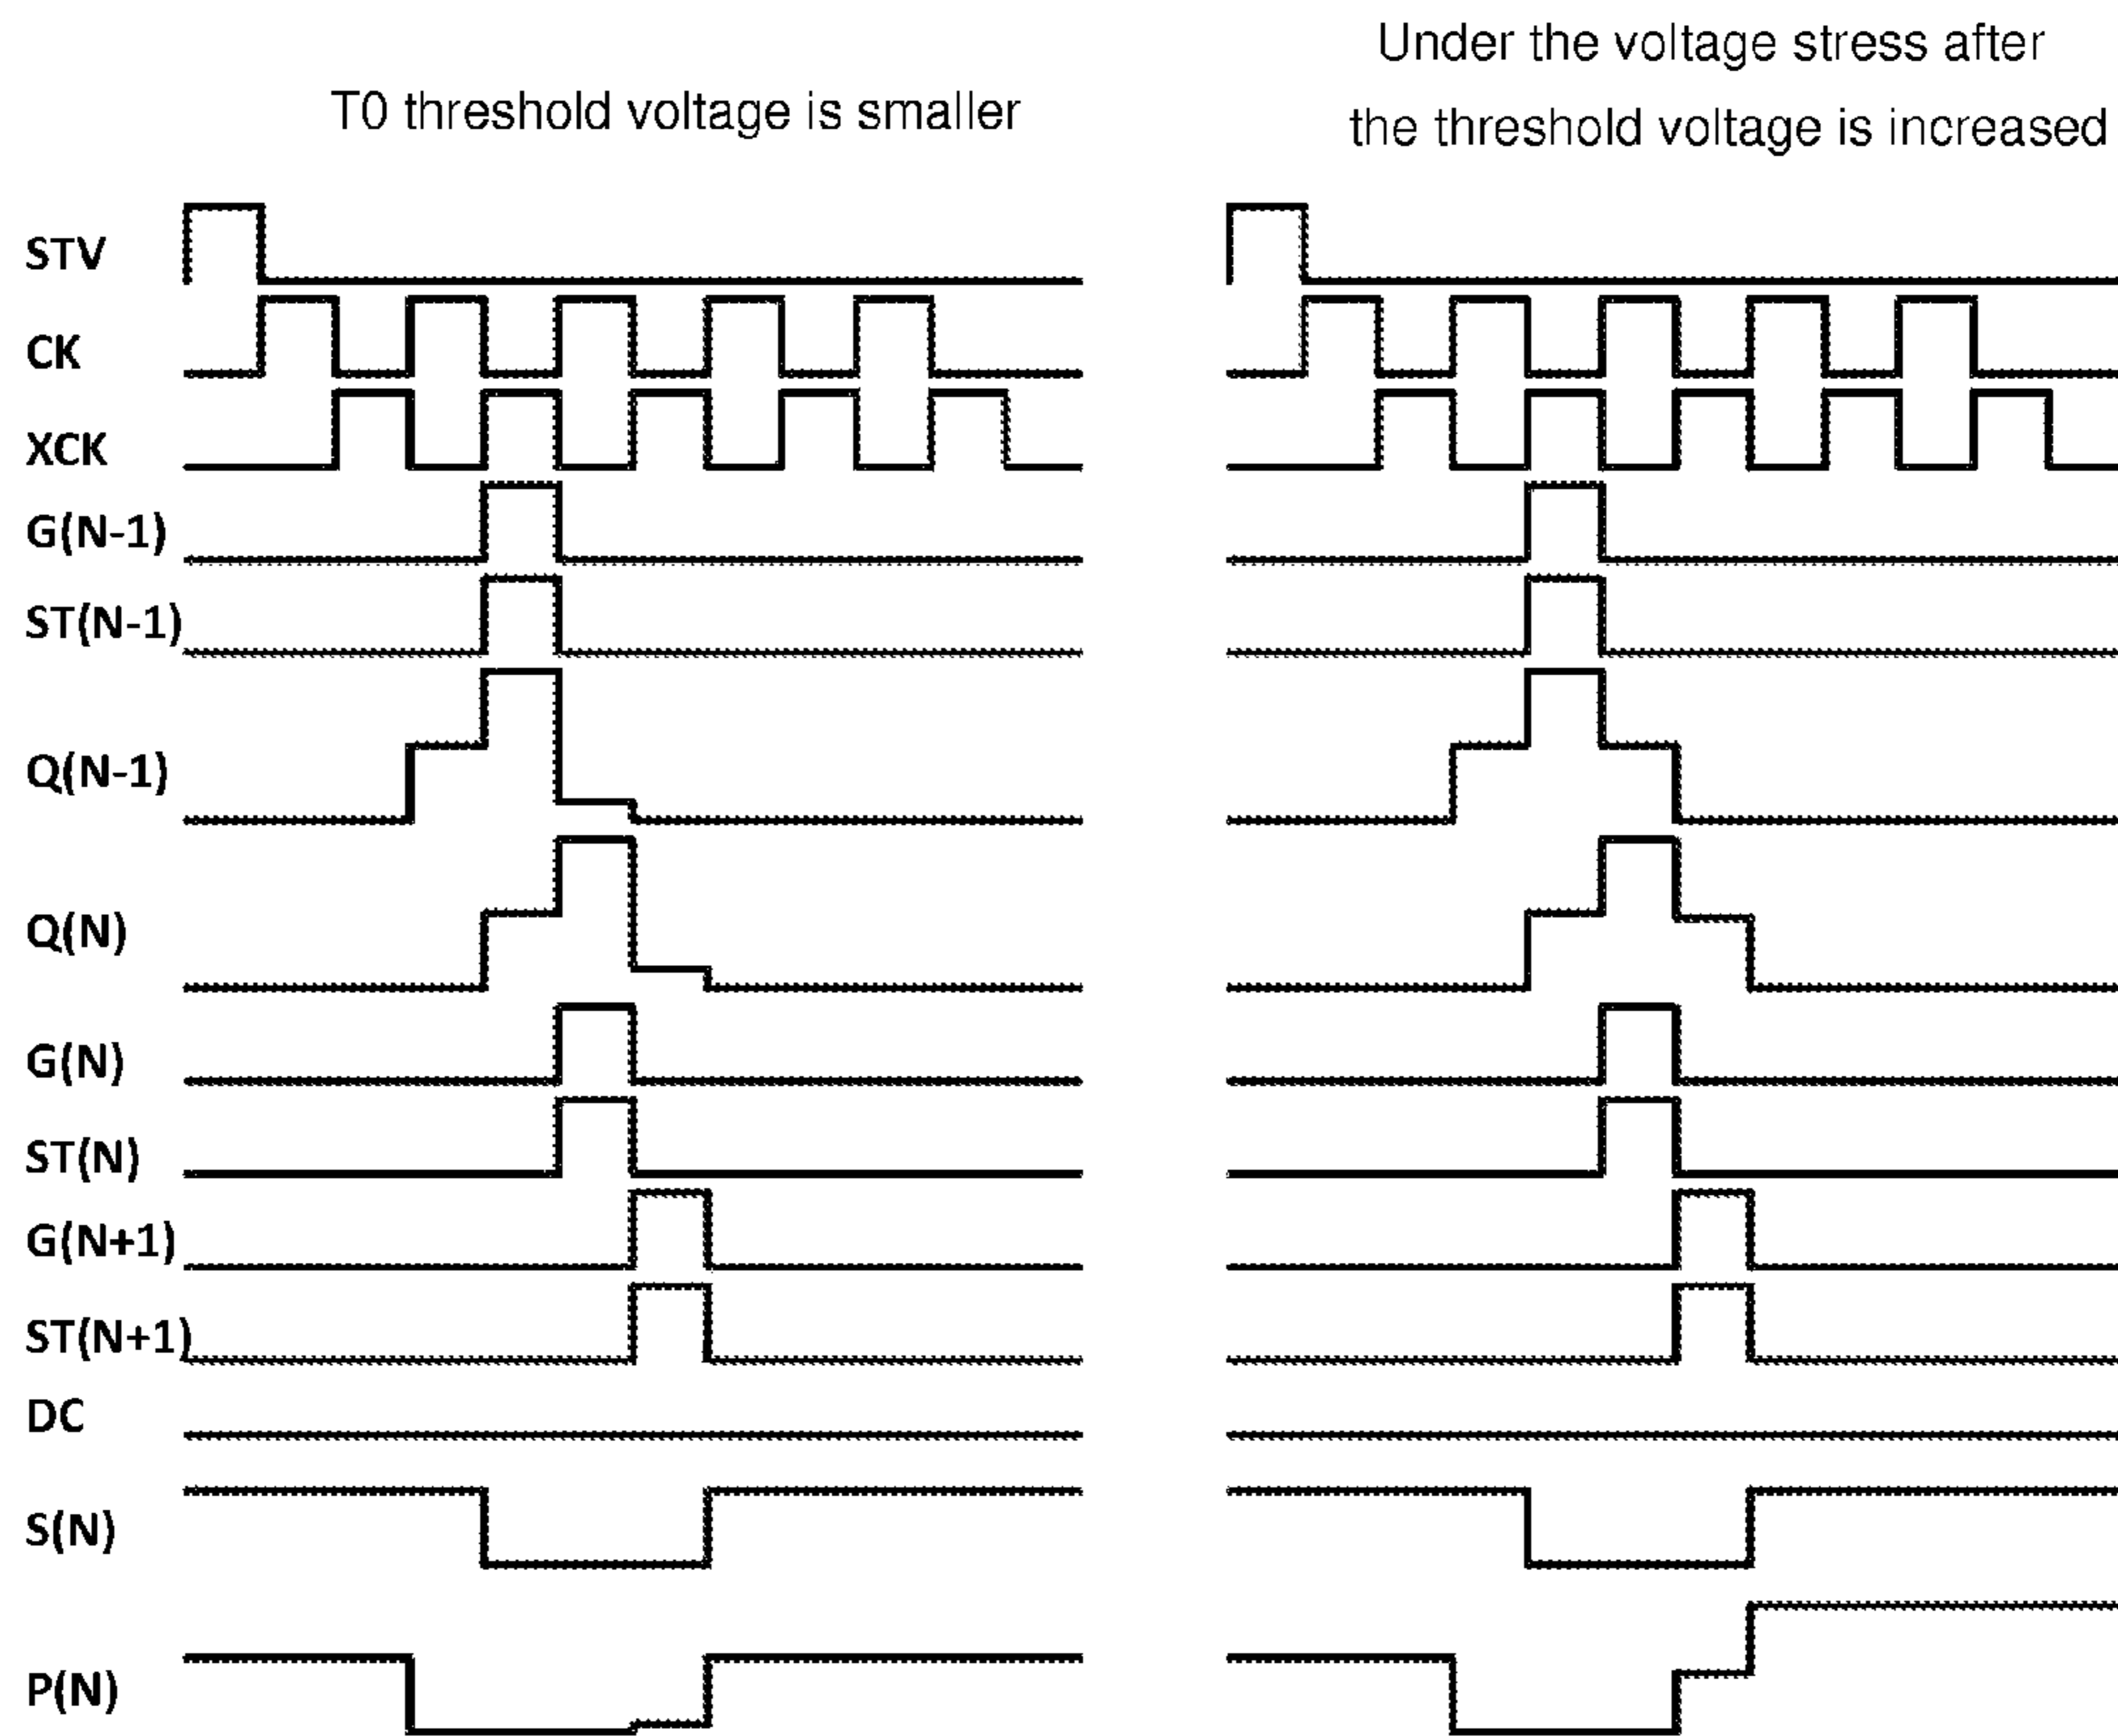 Under the voltage stress after
the threshold voltage is increased
T0 threshold voltage is smaller
STV
CK
XCK
G(N-1)
ST(N-1)
Q(N-1)
Q(N)
G(N)
ST(N)
G(N+1)
ST(N+1)
DC
S(N)
P(N)